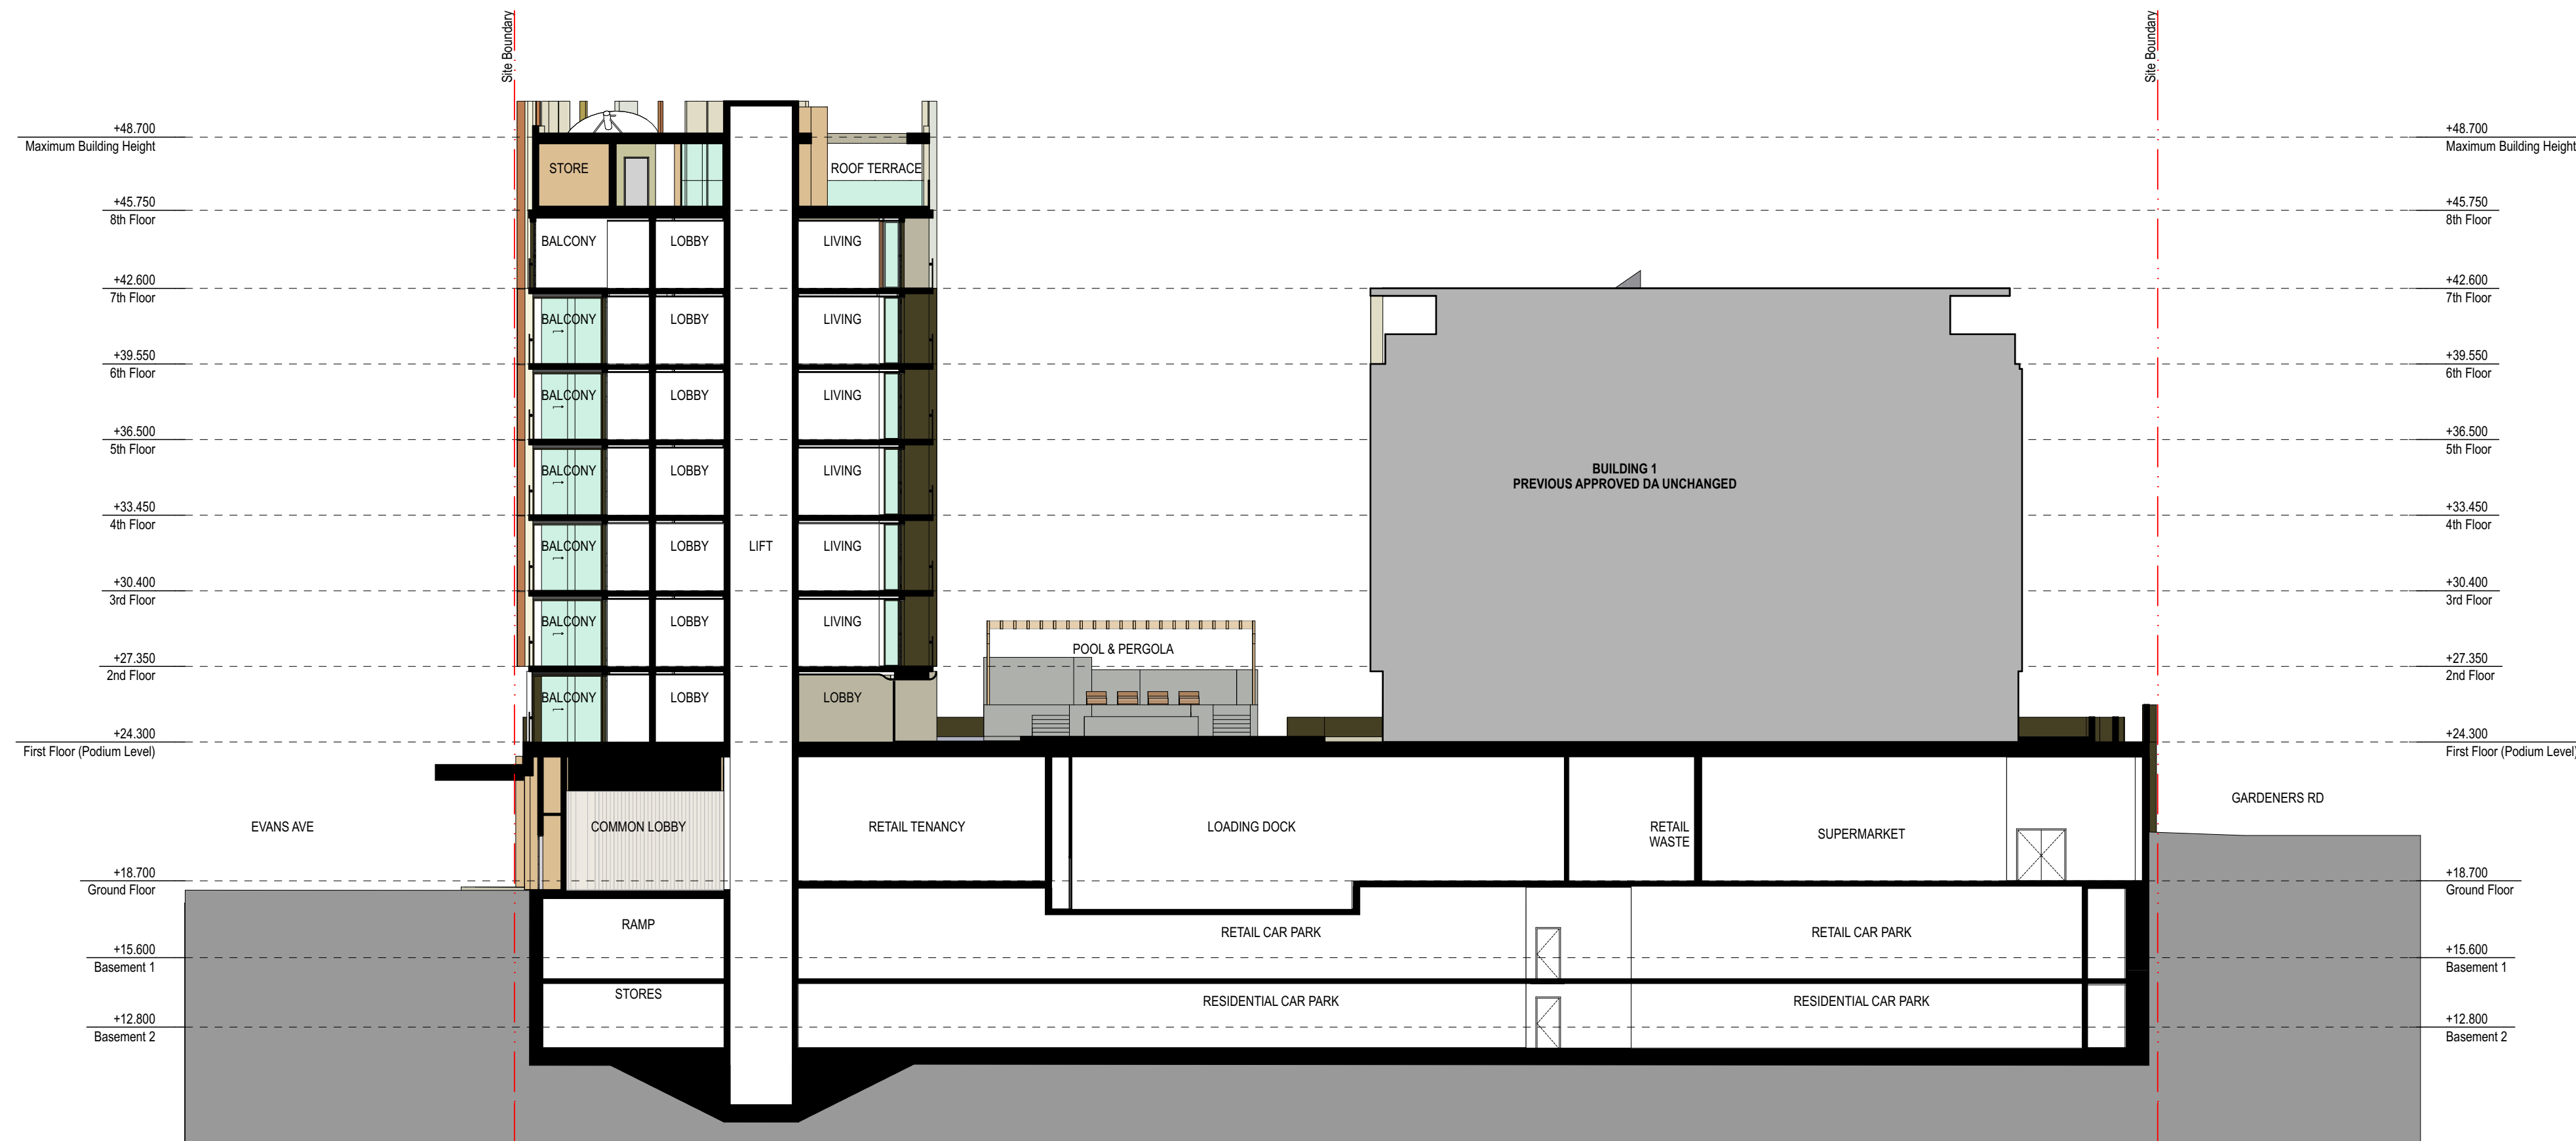 Site Boundary
Site Boundary
+48.700
Maximum Building Height
+48.700
Maximum Building Height
STORE
ROOF TERRACE
+45.750
8th Floor
+45.750
8th Floor
BALCONY
LOBBY
LIVING
+42.600
7th Floor
+42.600
7th Floor
BALCONY
LOBBY
LIVING
+39.550
6th Floor
+39.550
6th Floor
BALCONY
LOBBY
LIVING
+36.500
5th Floor
+36.500
5th Floor
BALCONY
LOBBY
LIVING
BUILDING 1
PREVIOUS APPROVED DA UNCHANGED
+33.450
4th Floor
+33.450
4th Floor
BALCONY
LOBBY
LIFT
LIVING
+30.400
3rd Floor
+30.400
3rd Floor
BALCONY
LOBBY
LIVING
POOL & PERGOLA
+27.350
2nd Floor
+27.350
2nd Floor
BALCONY
LOBBY
LOBBY
+24.300
First Floor (Podium Level)
+24.300
First Floor (Podium Level)
GARDENERS RD
EVANS AVE
COMMON LOBBY
RETAIL TENANCY
LOADING DOCK
RETAIL
WASTE
SUPERMARKET
+18.700
Ground Floor
+18.700
Ground Floor
RAMP
RETAIL CAR PARK
RETAIL CAR PARK
+15.600
Basement 1
+15.600
Basement 1
STORES
RESIDENTIAL CAR PARK
RESIDENTIAL CAR PARK
+12.800
Basement 2
+12.800
Basement 2